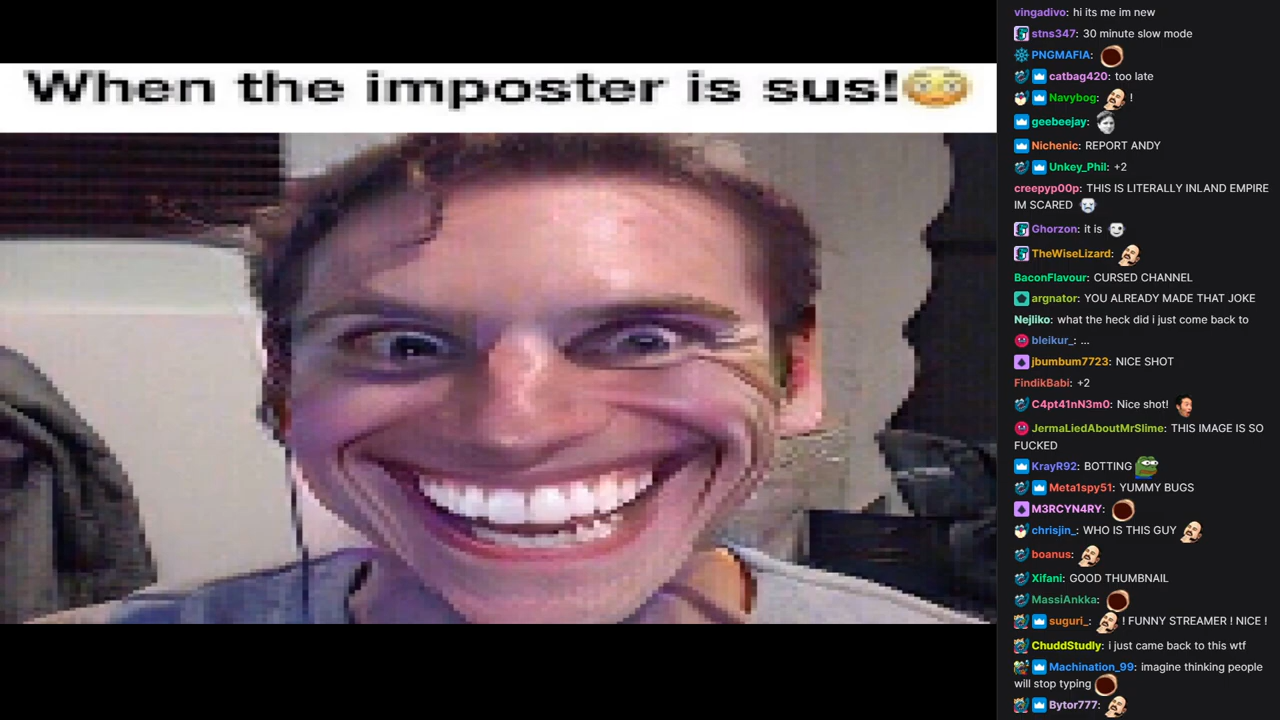 When the imposter is sus!😳
vingadivo: hi its me im new
stns347: 30 minute slow mode
PNGMAFIA:
catbag420: too late
Navybog: !
geebeejay:
Nichenic: REPORT ANDY
Unkey_Phil: +2
creepyp00p: THIS IS LITERALLY INLAND EMPIRE
IM SCARED
Ghorzon: it is
TheWiseLizard:
BaconFlavour: CURSED CHANNEL
argnator: YOU ALREADY MADE THAT JOKE
Nejliko: what the heck did i just come back to
bleikur_: ...
jbumbum7723: NICE SHOT
FindikBabi: +2
C4pt41nN3m0: Nice shot!
JermaLiedAboutMrSlime: THIS IMAGE IS SO
FUCKED
KrayR92: BOTTING
Meta1spy51: YUMMY BUGS
M3RCYN4RY:
chrisjin_: WHO IS THIS GUY
boanus:
Xifani: GOOD THUMBNAIL
MassiAnkka:
suguri_: ! FUNNY STREAMER ! NICE !
ChuddStudly: i just came back to this wtf
Machination_99: imagine thinking people
will stop typing
Bytor777: